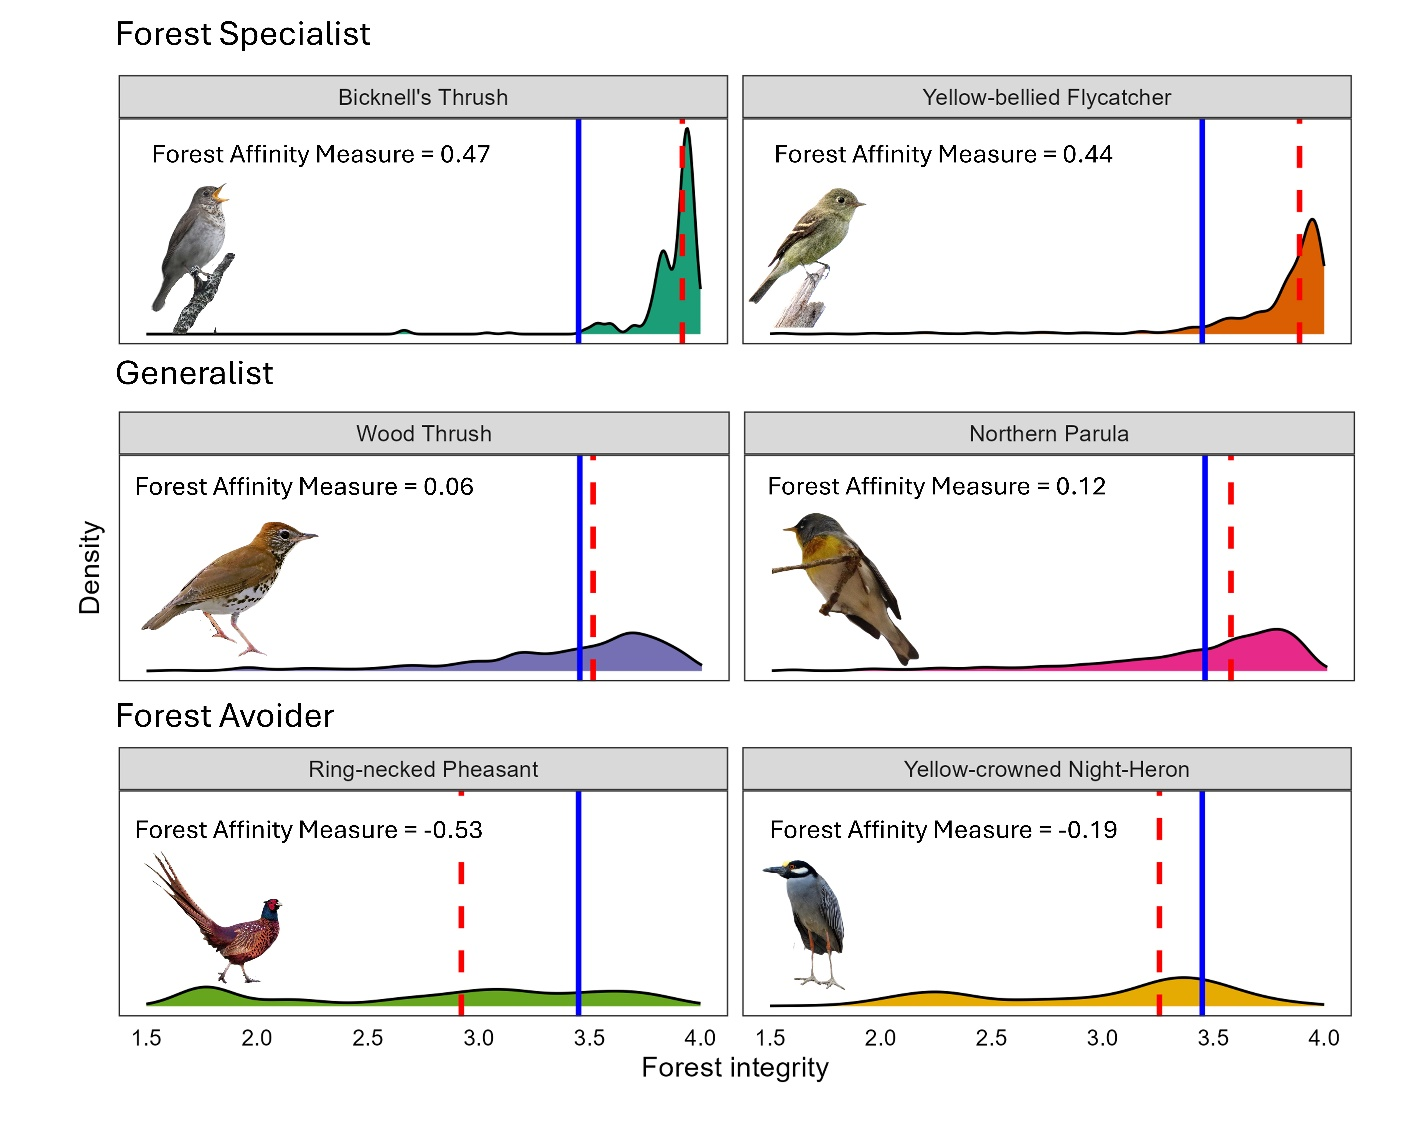 Forest Specialist
Bicknell's Thrush
Yellow-bellied Flycatcher
Forest Affinity Measure = 0.47
Forest Affinity Measure = 0.44
Generalist
Wood Thrush
Northern Parula
Forest Affinity Measure = 0.06
Forest Affinity Measure = 0.12
Density
Forest Avoider
Ring-necked Pheasant
Yellow-crowned Night-Heron
Forest Affinity Measure = -0.53
Forest Affinity Measure = -0.19
1.5 2.0 2.5 3.0 3.5 4.0
1.5 2.0 2.5 3.0 3.5 4.0
Forest integrity